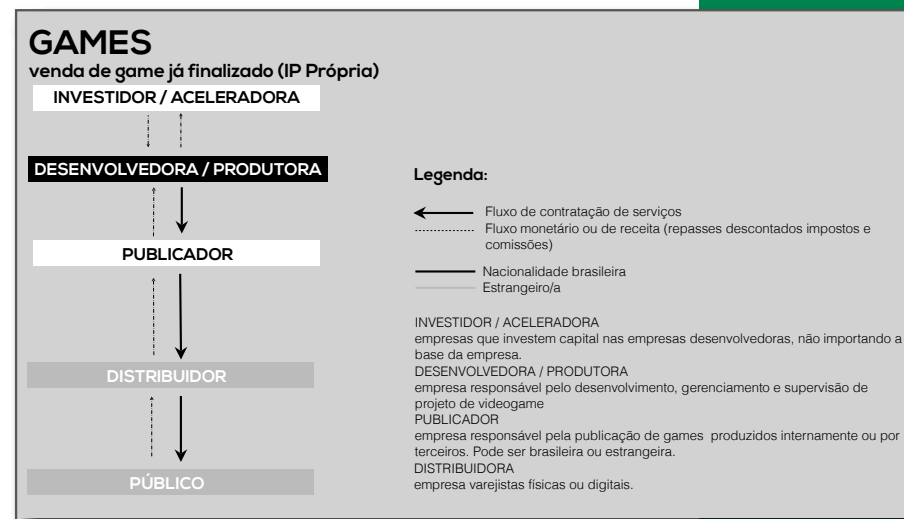 GAMES
venda de game já finalizado (IP Própria)
INVESTIDOR / ACELERADORA
DESENVOLVEDORA / PRODUTORA
PUBLICADOR
DISTRIBUIDOR
PÚBLICO
Legenda:
Fluxo de contratação de serviços
Fluxo monetário ou de receita (repasses descontados impostos e
comissões)
Nacionalidade brasileira
Estrangeiro/a
INVESTIDOR / ACELERADORA
empresas que investem capital nas empresas desenvolvedoras, não importando a
base da empresa.
DESENVOLVEDORA / PRODUTORA
empresa responsável pelo desenvolvimento, gerenciamento e supervisão de
projeto de videogame
PUBLICADOR
empresa responsável pela publicação de games produzidos internamente ou por
terceiros. Pode ser brasileira ou estrangeira.
DISTRIBUIDORA
empresa varejistas físicas ou digitais.